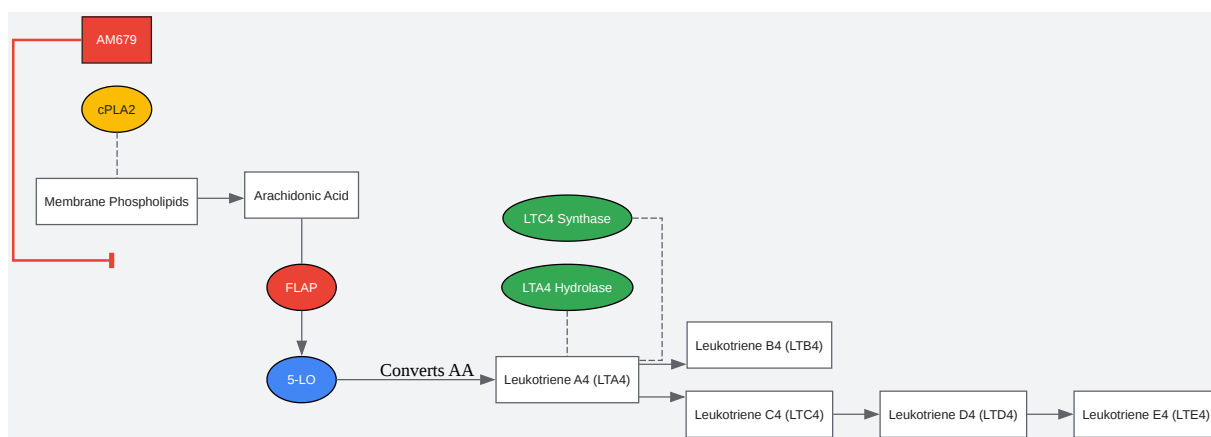 AM679
cPLA2
Membrane Phospholipids
Arachidonic Acid
LTC4 Synthase
FLAP
LTA4 Hydrolase
Leukotriene B4 (LTB4)
5-LO
Converts AA
Leukotriene A4 (LTA4)
Leukotriene C4 (LTC4)
Leukotriene D4 (LTD4)
Leukotriene E4 (LTE4)